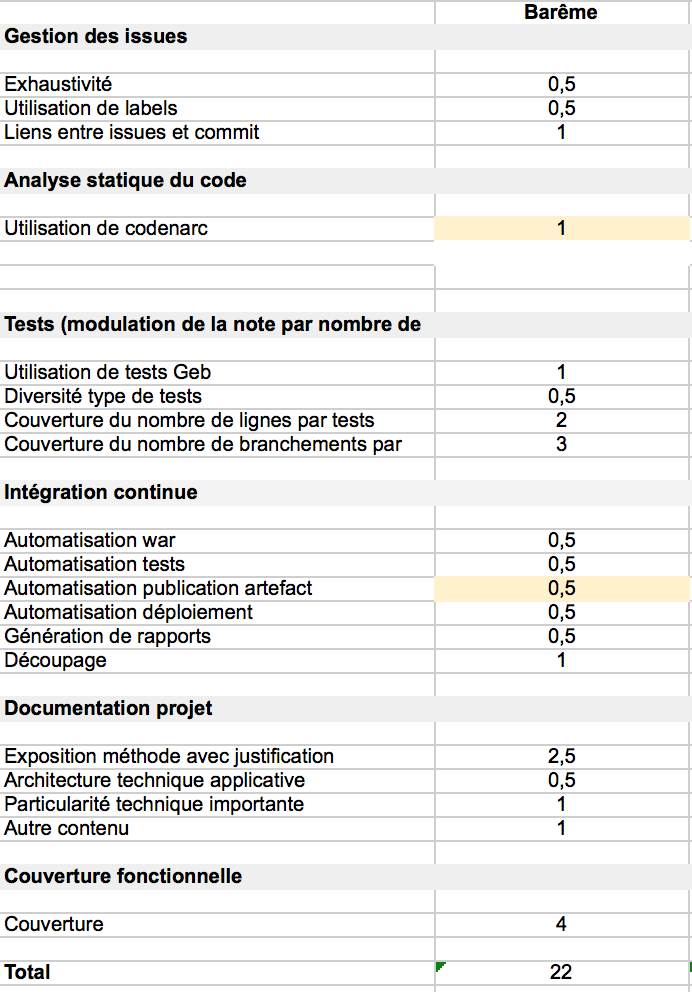 Barême
Gestion des issues
Exhaustivité 0,5
Utilisation de labels 0,5
Liens entre issues et commit 1
Analyse statique du code
Utilisation de codenarc 1
Tests (modulation de la note par nombre de
Utilisation de tests Geb 1
Diversité type de tests 0,5
Couverture du nombre de lignes par tests 2
Couverture du nombre de branchements par 3
Intégration continue
Automatisation war 0,5
Automatisation tests 0,5
Automatisation publication artefact 0,5
Automatisation déploiement 0,5
Génération de rapports 0,5
Découpage 1
Documentation projet
Exposition méthode avec justification 2,5
Architecture technique applicative 0,5
Particularité technique importante 1
Autre contenu 1
Couverture fonctionnelle
Couverture 4
Total 22